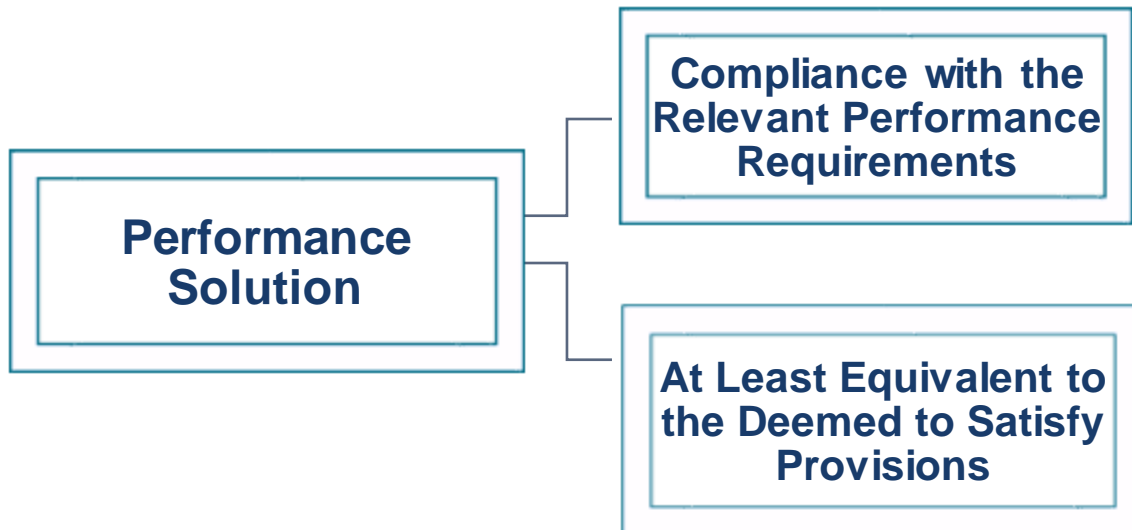 Performance
Solution
Compliance with the
Relevant Performance
Requirements
At Least Equivalent to
the Deemed to Satisfy
Provisions